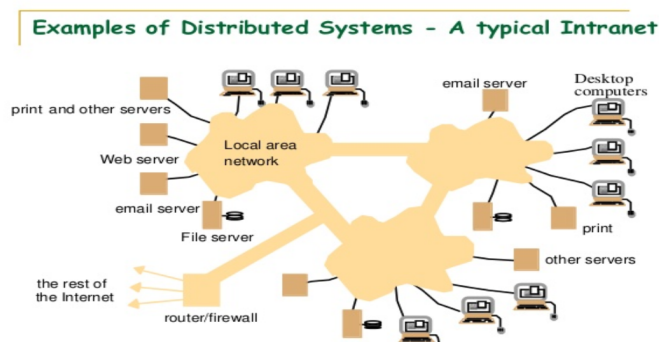 Examples of Distributed Systems - A typical Intranet
email server
Desktop
computers
print and other servers
Local area
network
Web server
email server
File server
print
other servers
the rest of
the Internet
router/firewall